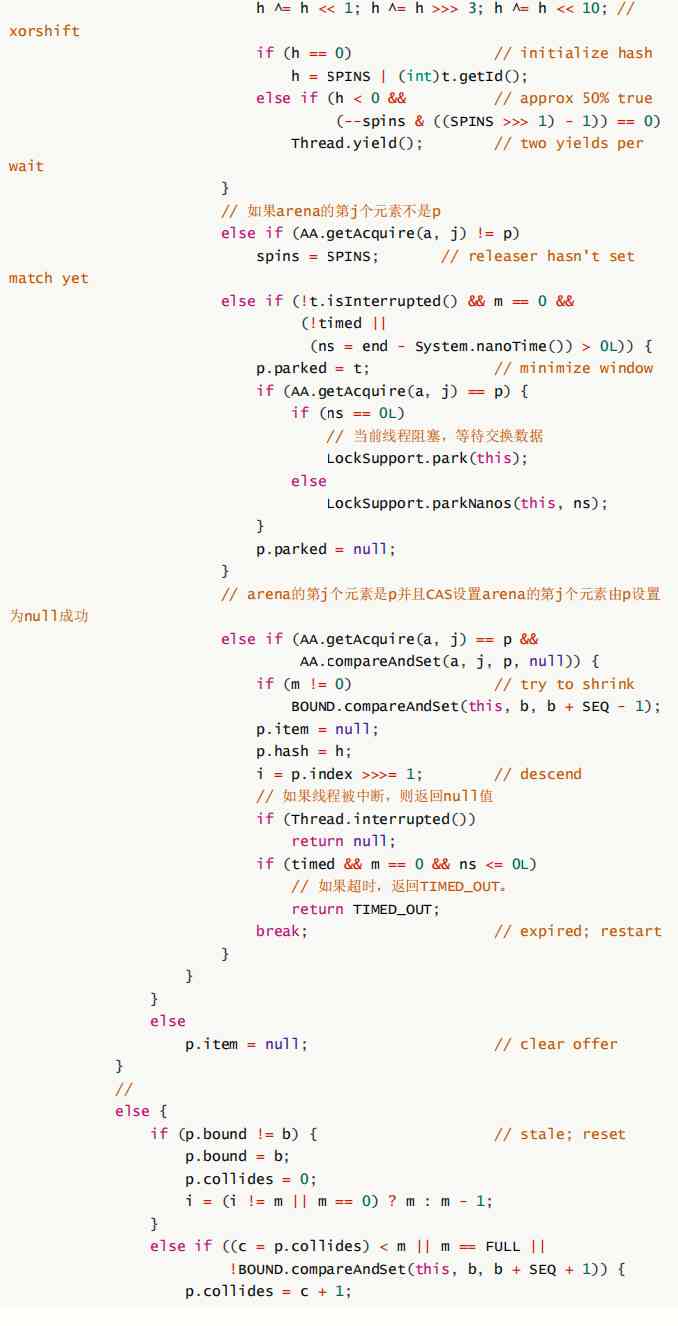 h ^= h << 1; h ^= h >>> 3; h ^= h << 10; //
xorshift
if (h == 0) // initialize hash
h = SPINS | (int)t.getId();
else if (h < 0 && // approx 50% true
(--spins & ((SPINS >>> 1) - 1)) == 0)
Thread.yield(); // two yields per
wait
}
// 如果arena的第j个元素不是p
else if (AA.getAcquire(a, j) != p)
spins = SPINS; // releaser hasn't set
match yet
else if (!t.isInterrupted() && m == 0 &&
(!timed ||
(ns = end - System.nanoTime()) > 0L)) {
p.parked = t; // minimize window
if (AA.getAcquire(a, j) == p) {
if (ns == 0L)
// 当前线程阻塞，等待交换数据
LockSupport.park(this);
else
LockSupport.parkNanos(this, ns);
}
p.parked = null;
}
// arena的第j个元素是p并且CAS设置arena的第j个元素由p设置
为null成功
else if (AA.getAcquire(a, j) == p &&
AA.compareAndSet(a, j, p, null)) {
if (m != 0) // try to shrink
BOUND.compareAndSet(this, b, b + SEQ - 1);
p.item = null;
p.hash = h;
i = p.index >>>= 1; // descend
// 如果线程被中断，则返回null值
if (Thread.interrupted())
return null;
if (timed && m == 0 && ns <= 0L)
// 如果超时，返回TIMED_OUT。
return TIMED_OUT;
break; // expired; restart
}
}
}
else
p.item = null; // clear offer
}
//
else {
if (p.bound != b) { // stale; reset
p.bound = b;
p.collides = 0;
i = (i != m || m == 0) ? m : m - 1;
}
else if ((c = p.collides) < m || m == FULL ||
!BOUND.compareAndSet(this, b, b + SEQ + 1)) {
p.collides = c + 1;